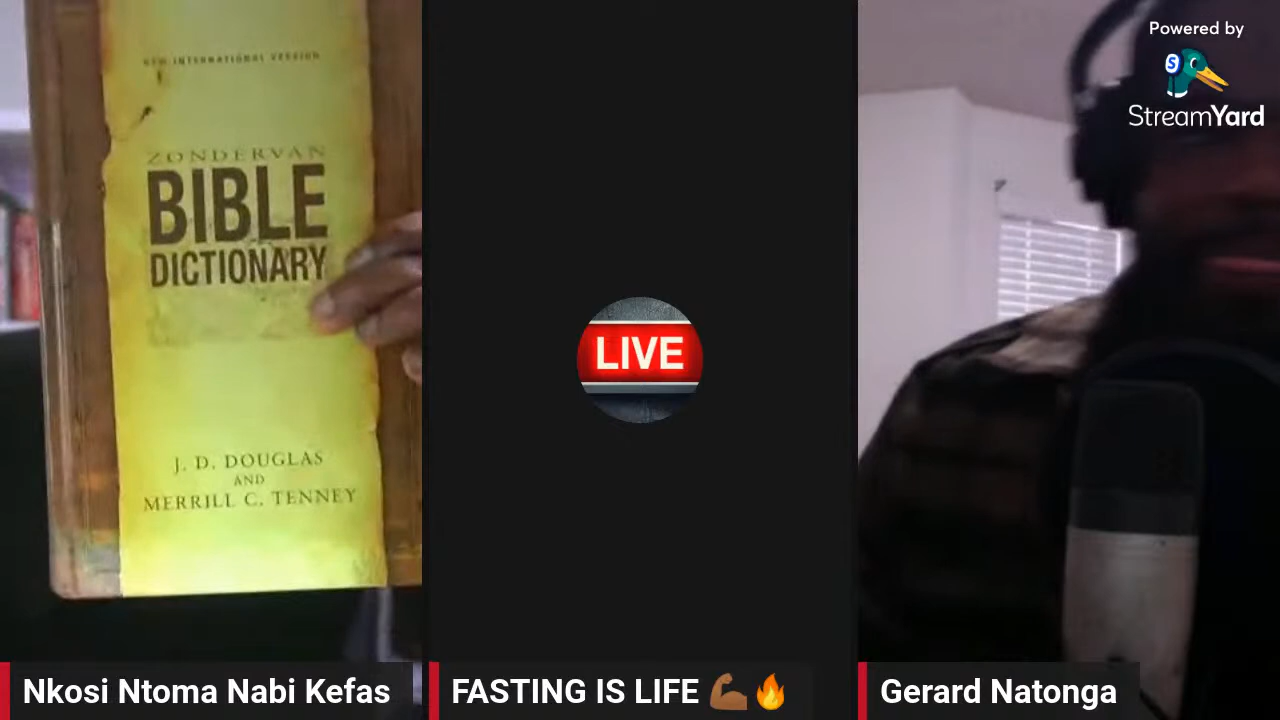 NEW INTERNATIONAL VERSION
ZONDERVAN
BIBLE
DICTIONARY
J. D. DOUGLAS
AND
MERRILL C. TENNEY
Nkosi Ntoma Nabi Kefas
LIVE
FASTING IS LIFE 💪🏾🔥
Powered by
S
StreamYard
Gerard Natonga